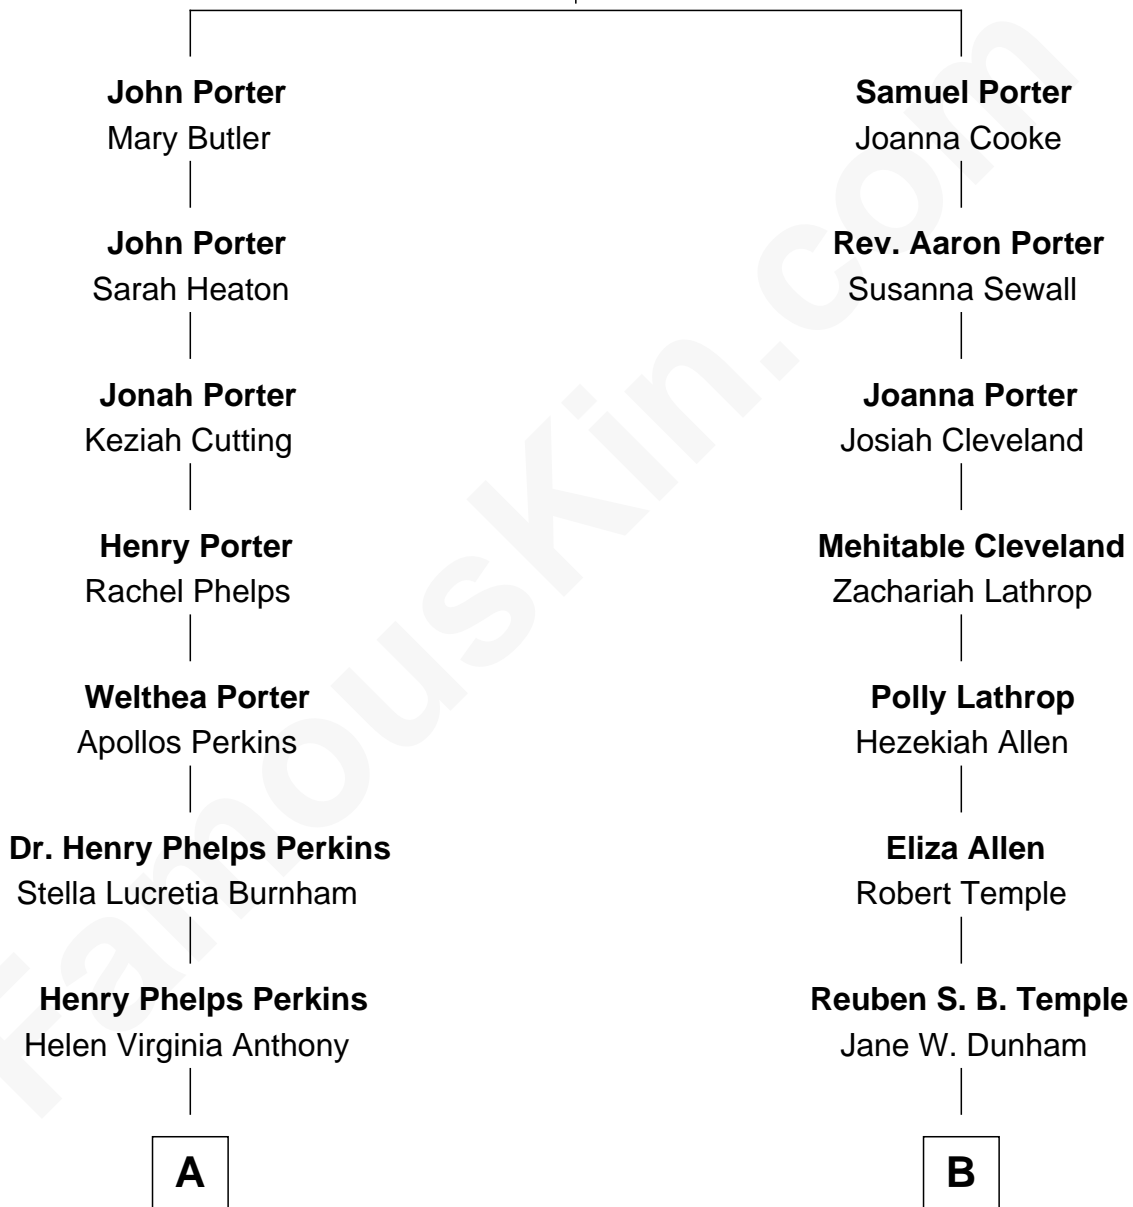 John Porter
Mary Butler
Samuel Porter
Joanna Cooke
John Porter
Sarah Heaton
Rev. Aaron Porter
Susanna Sewall
Jonah Porter
Keziah Cutting
Joanna Porter
Josiah Cleveland
Henry Porter
Rachel Phelps
Mehitable Cleveland
Zachariah Lathrop
Welthea Porter
Apollos Perkins
Polly Lathrop
Hezekiah Allen
Dr. Henry Phelps Perkins
Stella Lucretia Burnham
Eliza Allen
Robert Temple
Henry Phelps Perkins
Helen Virginia Anthony
Reuben S. B. Temple
Jane W. Dunham
A
B
FamousKin.com